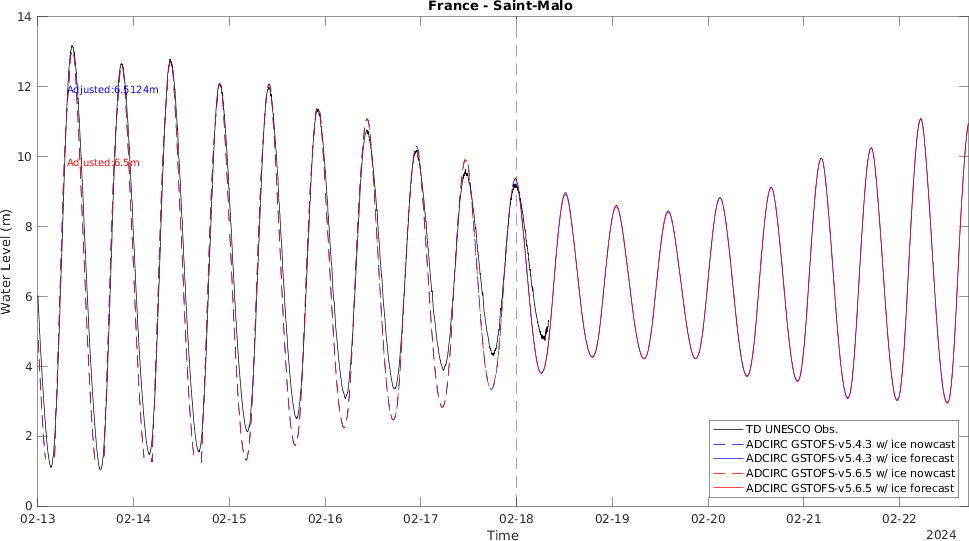 France - Saint-Malo
14
12
10
8
6
4
2
0
Water Level (m)
Adjusted:6.5124m
Adjusted:6.5m
TD UNESCO Obs.
ADCIRC GSTOFS-v5.4.3 w/ ice nowcast
ADCIRC GSTOFS-v5.4.3 w/ ice forecast
ADCIRC GSTOFS-v5.6.5 w/ ice nowcast
ADCIRC GSTOFS-v5.6.5 w/ ice forecast
02-13 02-14 02-15 02-16 02-17 02-18 02-19 02-20 02-21 02-22
Time
2024